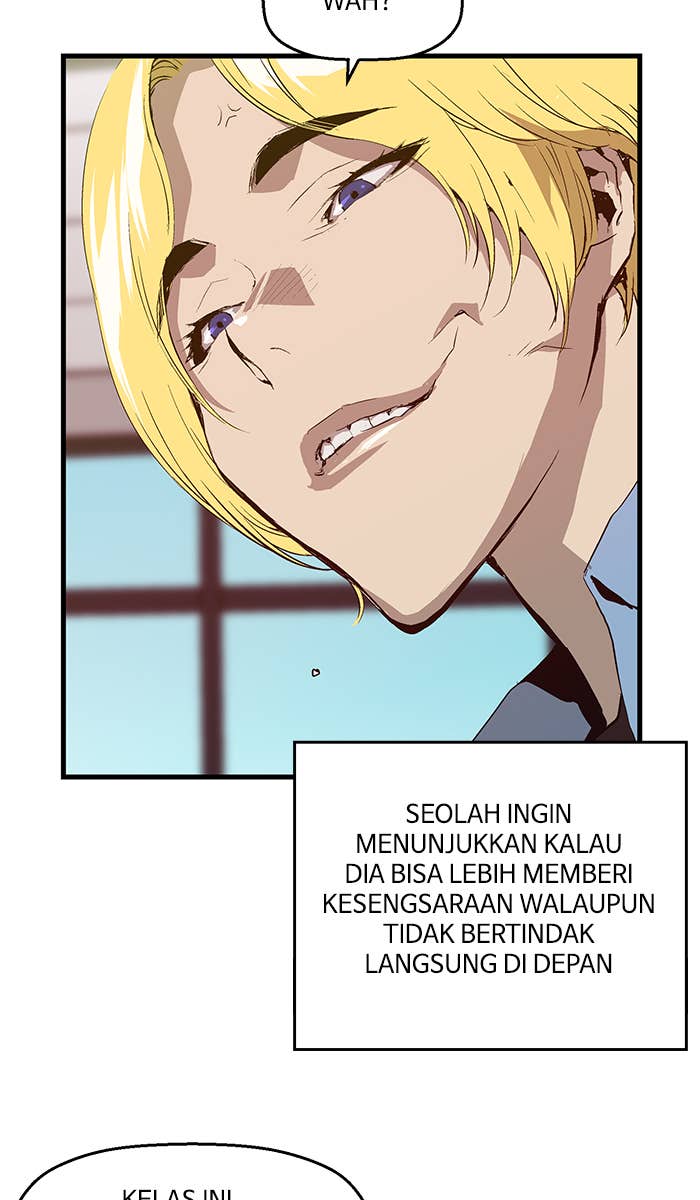 WAH?
SEOLAH INGIN
MENUNJUKKAN KALAU
DIA BISA LEBIH MEMBERI
KESENGSARAAN WALAUPUN
TIDAK BERTINDAK
LANGSUNG DI DEPAN
KELAS INI